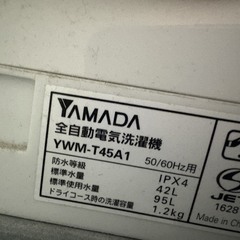 YAMADA
全自動電気洗濯機
YWM-T45A1 50/60Hz用
防水等級 IPX4
標準水量 42L
標準使用水量 95L
ドライコース時の洗濯容量 1.2kg
JE
1628
Made in C